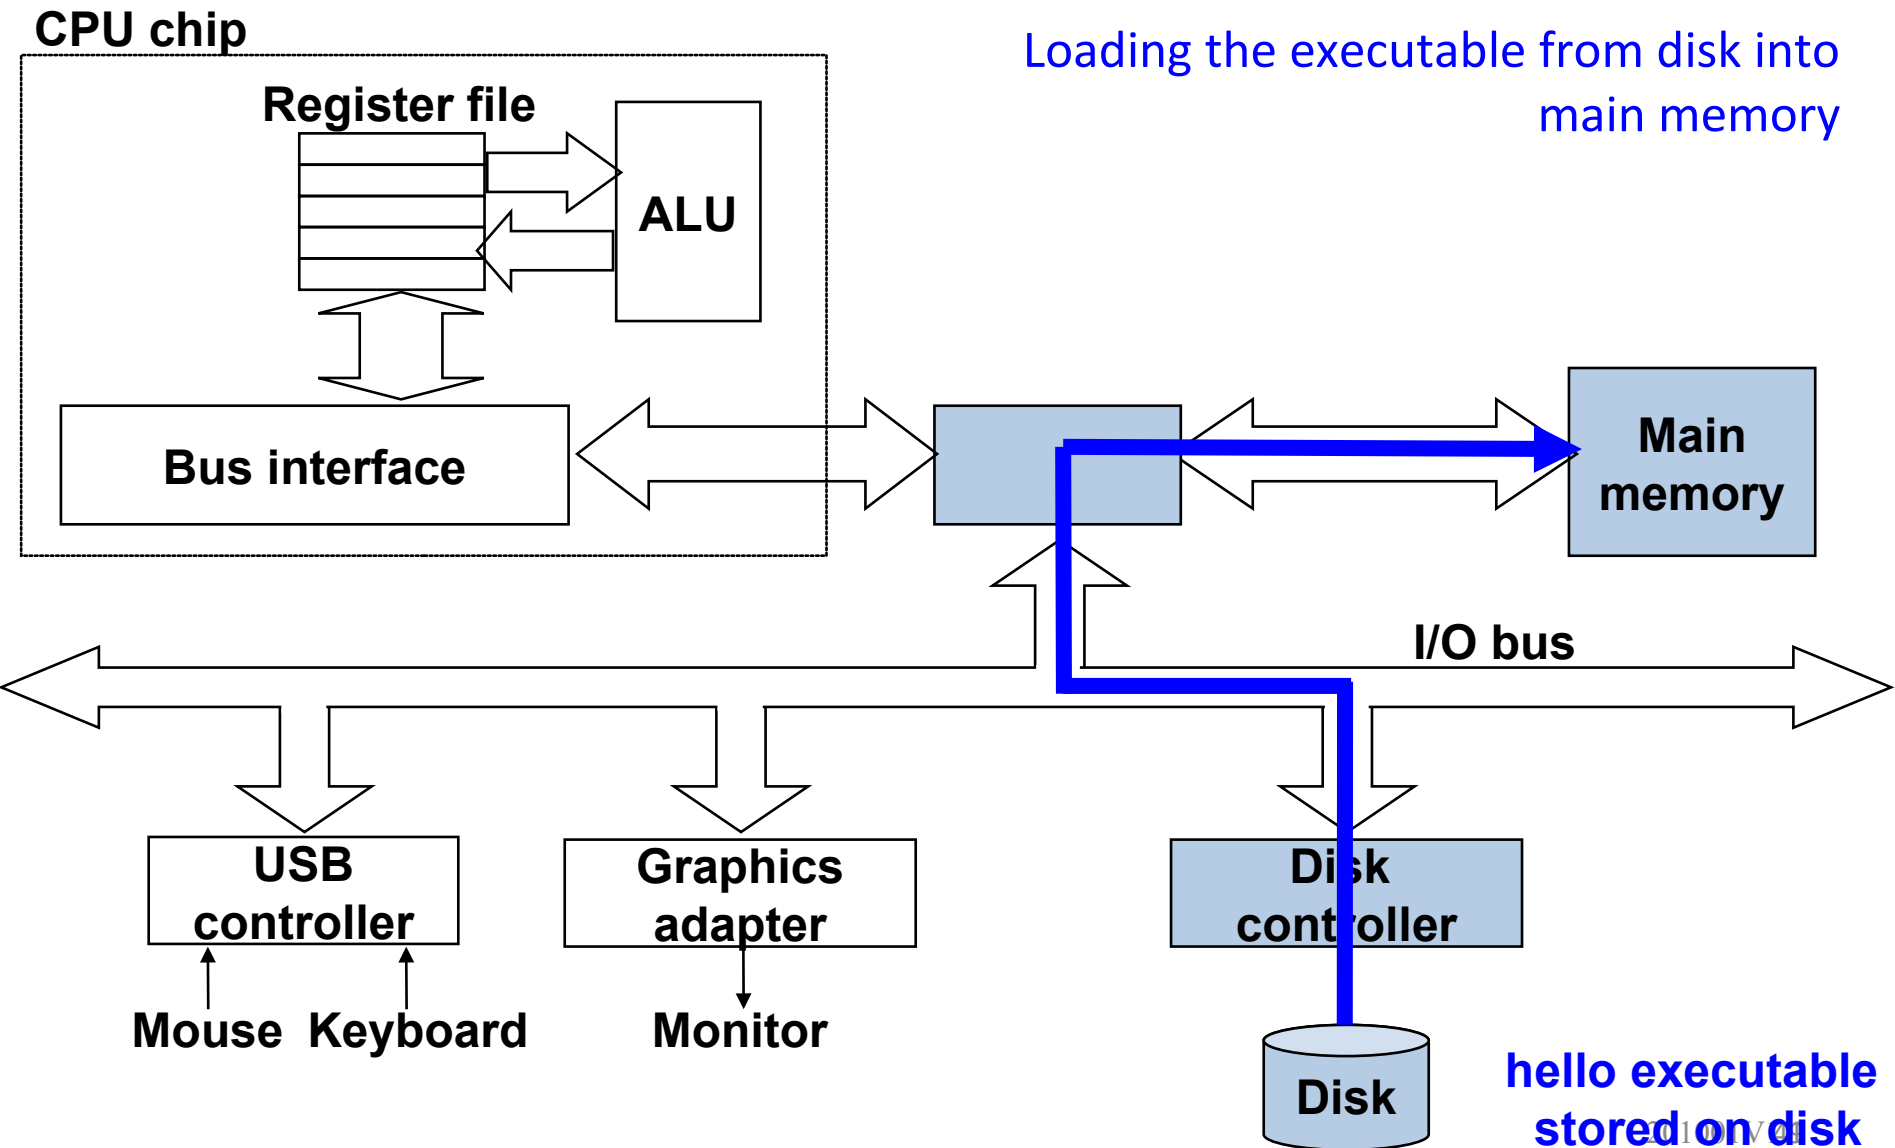 CPU chip
Loading the executable from disk into
main memory
Register file
ALU
Bus interface
Main
memory
I/O bus
USB
controller
Graphics
adapter
Disk
controller
Mouse Keyboard
Monitor
Disk
hello executable
stored on disk